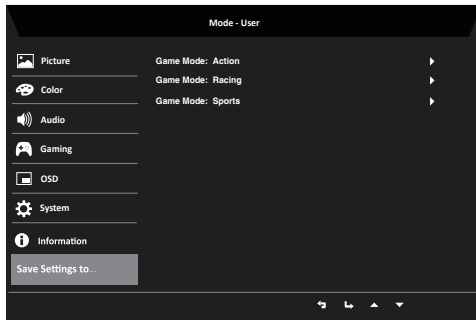 Mode - User
Picture
Color
Audio
Gaming
OSD
System
Information
Save Settings to...
Game Mode: Action
Game Mode: Racing
Game Mode: Sports